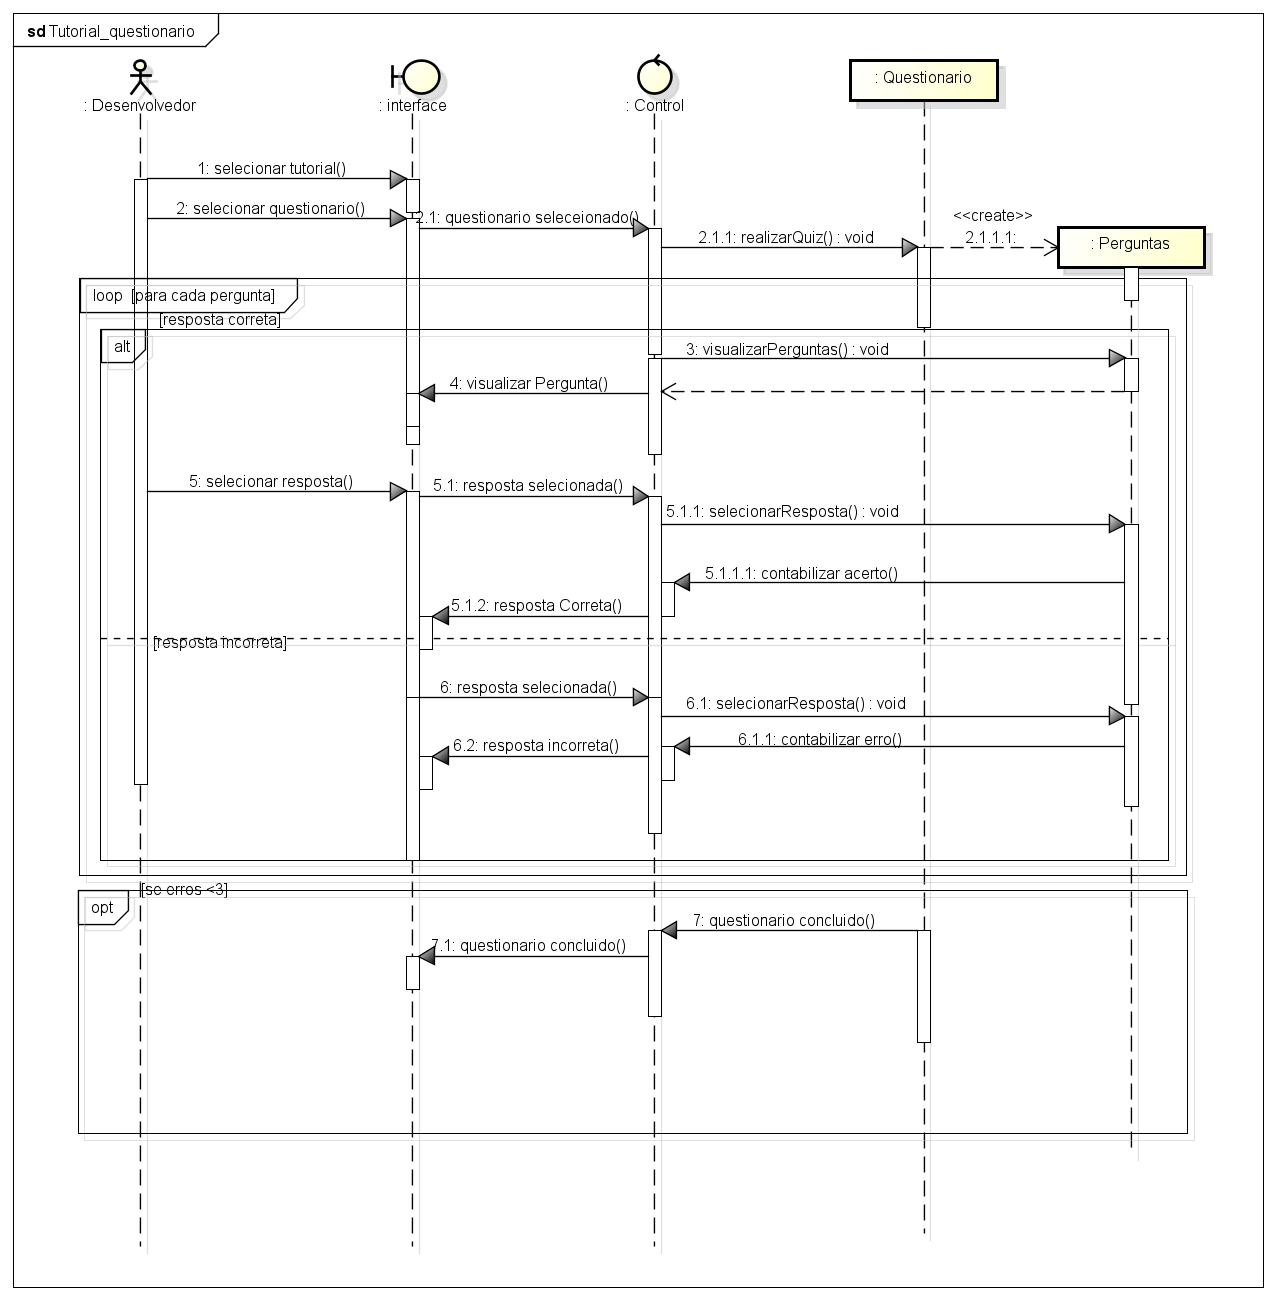 sd Tutorial_questionario
: Desenvolvedor
: interface
: Control
: Questionario
1: selecionar tutorial()
2: selecionar questionario()
2.1: questionario seleceionado()
2.1.1: realizarQuiz() : void
<<create>>
2.1.1.1:
: Perguntas
loop [para cada pergunta]
[resposta correta]
alt
3: visualizarPerguntas() : void
4: visualizar Pergunta()
5: selecionar resposta()
5.1: resposta selecionada()
5.1.1: selecionarResposta() : void
5.1.1.1: contabilizar acerto()
5.1.2: resposta Correta()
[resposta incorreta]
6: resposta selecionada()
6.1: selecionarResposta() : void
6.1.1: contabilizar erro()
6.2: resposta incorreta()
[se erros <3]
opt
7: questionario concluido()
7.1: questionario concluido()